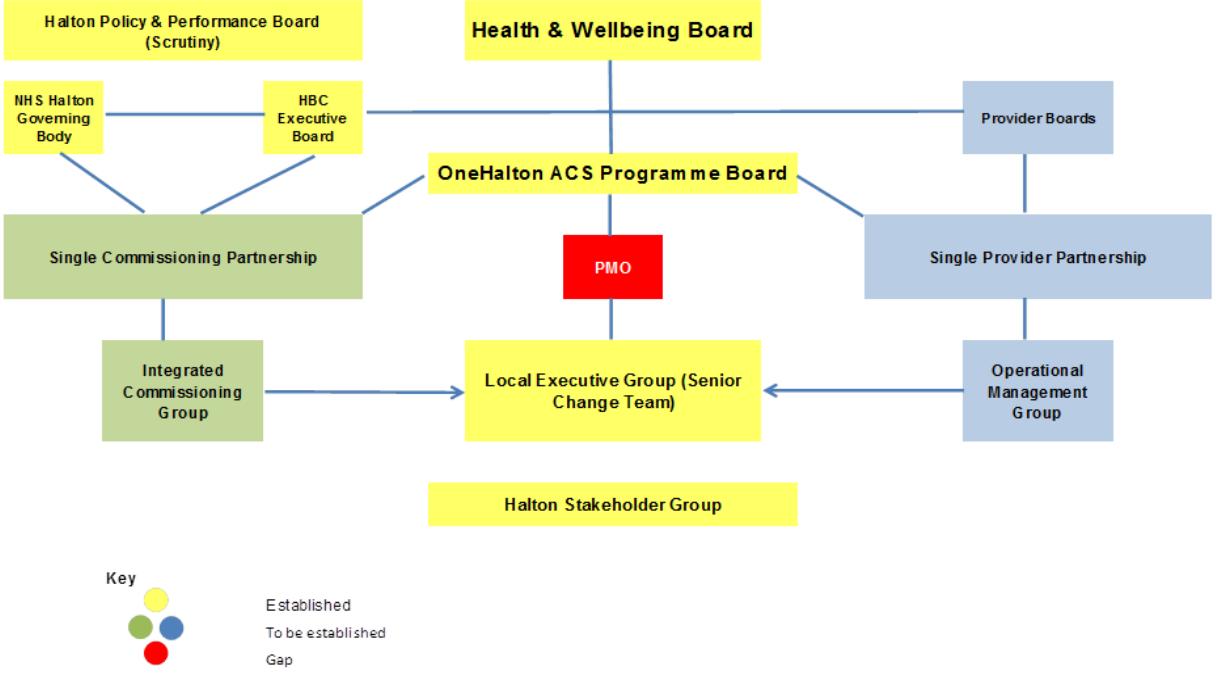 Halton Policy & Performance Board
(Scrutiny)
Health & Wellbeing Board
NHS Halton
Governing
Body
HBC
Executive
Board
Provider Boards
OneHalton ACS Programme Board
Single Commissioning Partnership
PMO
Single Provider Partnership
Integrated
Commissioning
Group
Local Executive Group (Senior
Change Team)
Operational
Management
Group
Halton Stakeholder Group
Key
Established
To be established
Gap